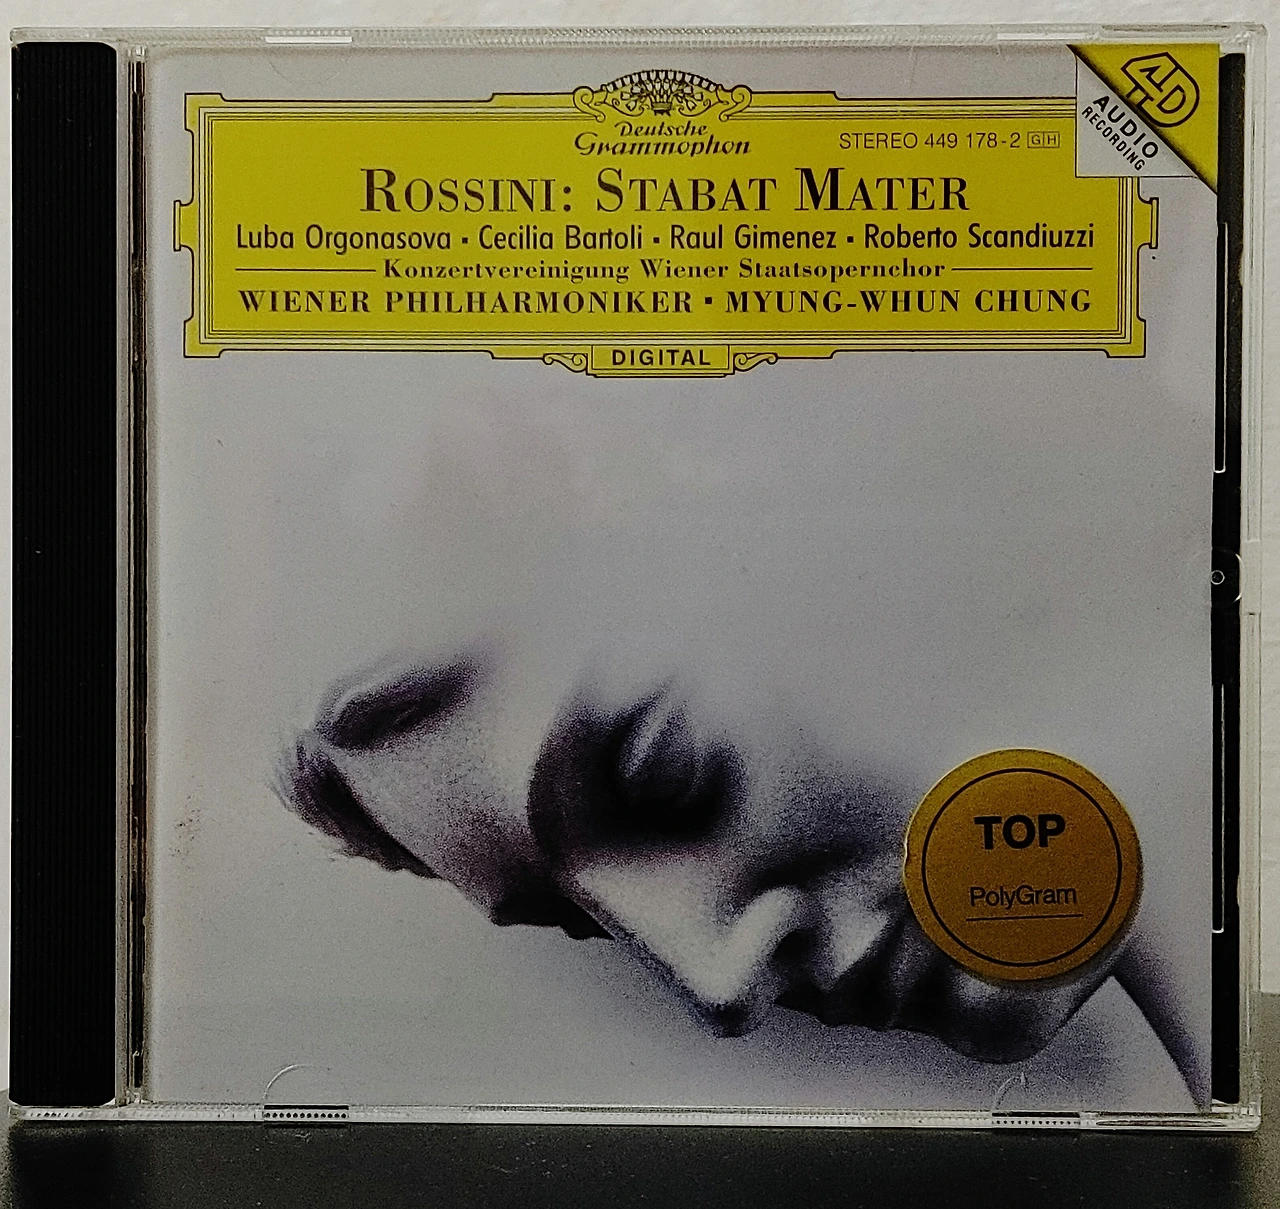 Deutsche
Grammophon
STEREO 449 178-2 GH
4D
AUDIO
RECORDING
ROSSINI: STABAT MATER
Luba Orgonasova ▪ Cecilia Bartoli ▪ Raul Gimenez ▪ Roberto Scandiuzzi
Konzertvereinigung Wiener Staatsopernchor
WIENER PHILHARMONIKER ▪ MYUNG-WHUN CHUNG
DIGITAL
TOP
PolyGram